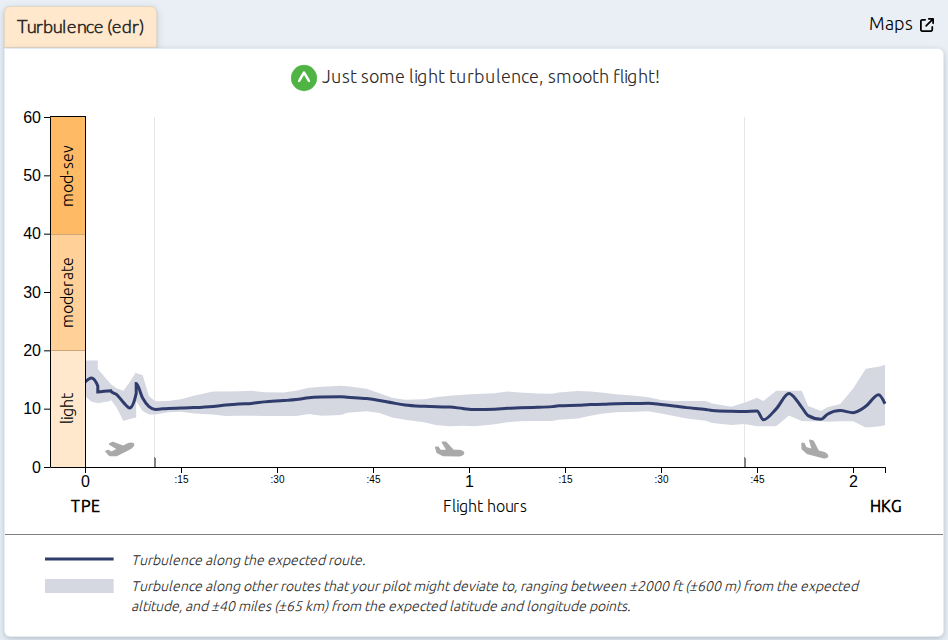 Turbulence (edr)
Maps
Just some light turbulence, smooth flight!
60
50
40
30
20
10
0
mod-sev
moderate
light
0 :15 :30 :45 1 :15 :30 :45 2
TPE Flight hours HKG
Turbulence along the expected route.
Turbulence along other routes that your pilot might deviate to, ranging between ±2000 ft (±600 m) from the expected
altitude, and ±40 miles (±65 km) from the expected latitude and longitude points.